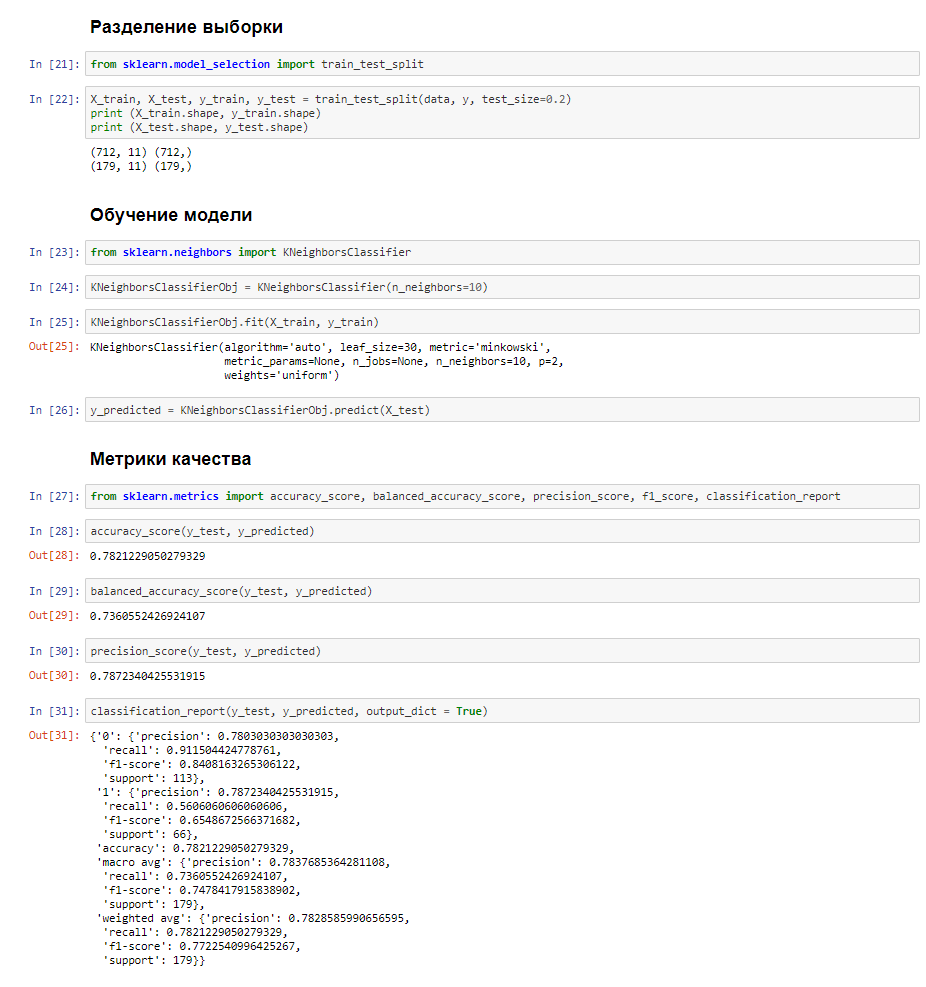 Разделение выборки
In [21]: from sklearn.model_selection import train_test_split
In [22]: X_train, X_test, y_train, y_test = train_test_split(data, y, test_size=0.2)
print (X_train.shape, y_train.shape)
print (X_test.shape, y_test.shape)
(712, 11) (712,)
(179, 11) (179,)
Обучение модели
In [23]: from sklearn.neighbors import KNeighborsClassifier
In [24]: KNeighborsClassifierObj = KNeighborsClassifier(n_neighbors=10)
In [25]: KNeighborsClassifierObj.fit(X_train, y_train)
Out[25]: KNeighborsClassifier(algorithm='auto', leaf_size=30, metric='minkowski',
metric_params=None, n_jobs=None, n_neighbors=10, p=2,
weights='uniform')
In [26]: y_predicted = KNeighborsClassifierObj.predict(X_test)
Метрики качества
In [27]: from sklearn.metrics import accuracy_score, balanced_accuracy_score, precision_score, f1_score, classification_report
In [28]: accuracy_score(y_test, y_predicted)
Out[28]: 0.7821229050279329
In [29]: balanced_accuracy_score(y_test, y_predicted)
Out[29]: 0.7360552426924107
In [30]: precision_score(y_test, y_predicted)
Out[30]: 0.7872340425531915
In [31]: classification_report(y_test, y_predicted, output_dict = True)
Out[31]: {'0': {'precision': 0.7803030303030303,
'recall': 0.911504424778761,
'f1-score': 0.8408163265306122,
'support': 113},
'1': {'precision': 0.7872340425531915,
'recall': 0.5606060606060606,
'f1-score': 0.6548672566371682,
'support': 66},
'accuracy': 0.7821229050279329,
'macro avg': {'precision': 0.7837685364281108,
'recall': 0.7360552426924107,
'f1-score': 0.7478417915838902,
'support': 179},
'weighted avg': {'precision': 0.7828585990656595,
'recall': 0.7821229050279329,
'f1-score': 0.7722540996425267,
'support': 179}}